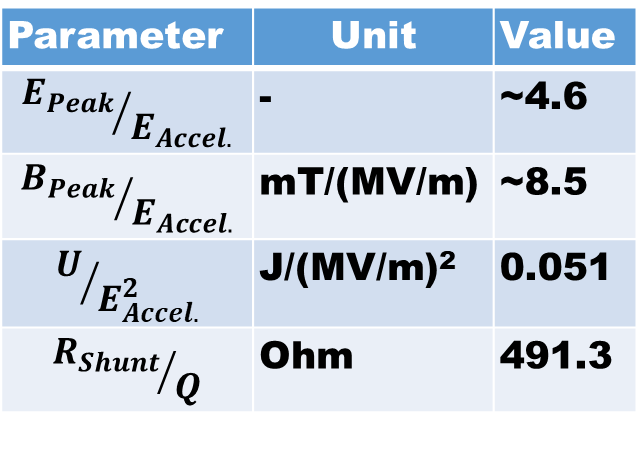 Parameter Unit Value
E_Peak/E_Accel. - ~4.6
B_Peak/E_Accel. mT/(MV/m) ~8.5
U/E²_Accel. J/(MV/m)² 0.051
R_Shunt/Q Ohm 491.3